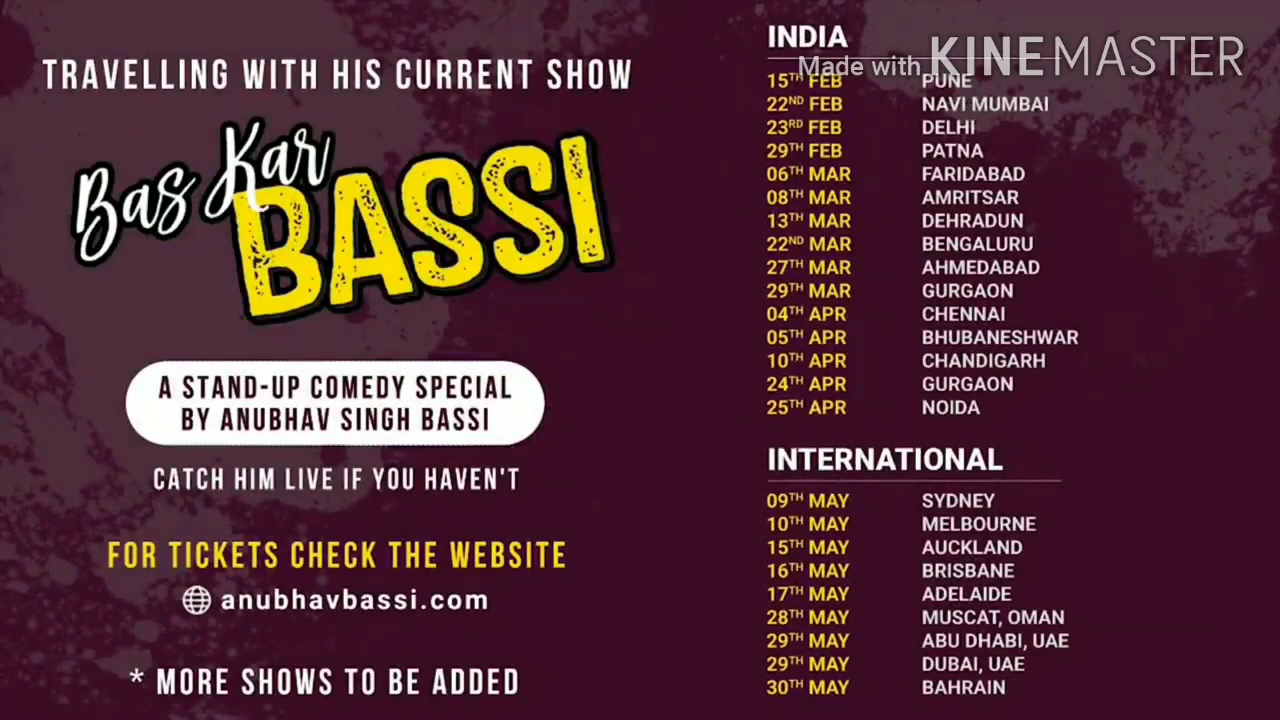 TRAVELLING WITH HIS CURRENT SHOW
Bas Kar
BASSI
A STAND-UP COMEDY SPECIAL
BY ANUBHAV SINGH BASSI
CATCH HIM LIVE IF YOU HAVEN'T
FOR TICKETS CHECK THE WEBSITE
anubhavbassi.com
* MORE SHOWS TO BE ADDED
INDIA
Made with KINEMASTER
15TH FEB PUNE
22ND FEB NAVI MUMBAI
23RD FEB DELHI
29TH FEB PATNA
06TH MAR FARIDABAD
08TH MAR AMRITSAR
13TH MAR DEHRADUN
22ND MAR BENGALURU
27TH MAR AHMEDABAD
29TH MAR GURGAON
04TH APR CHENNAI
05TH APR BHUBANESHWAR
10TH APR CHANDIGARH
24TH APR GURGAON
25TH APR NOIDA
INTERNATIONAL
09TH MAY SYDNEY
10TH MAY MELBOURNE
15TH MAY AUCKLAND
16TH MAY BRISBANE
17TH MAY ADELAIDE
28TH MAY MUSCAT, OMAN
29TH MAY ABU DHABI, UAE
29TH MAY DUBAI, UAE
30TH MAY BAHRAIN